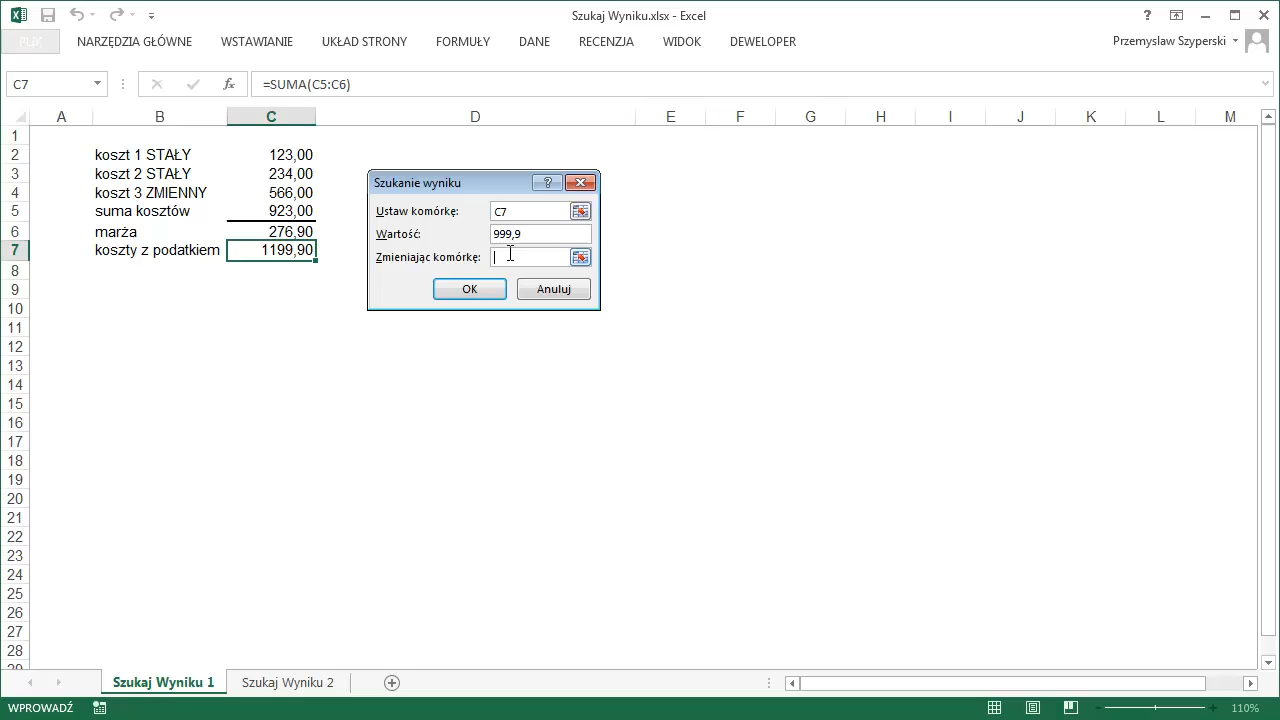 Szukaj Wyniku.xlsx - Excel
?
PLIK NARZĘDZIA GŁÓWNE WSTAWIANIE UKŁAD STRONY FORMUŁY DANE RECENZJA WIDOK DEWELOPER Przemyslaw Szyperski
C7 fx =SUMA(C5:C6)
A B C D E F G H I J K L M
1
2 koszt 1 STAŁY 123,00
3 koszt 2 STAŁY 234,00
4 koszt 3 ZMIENNY 566,00
5 suma kosztów 923,00
6 marża 276,90
7 koszty z podatkiem 1199,90
8
9
10
11
12
13
14
15
16
17
18
19
20
21
22
23
24
25
26
27
28
29
Szukanie wyniku ?
Ustaw komórkę: C7
Wartość: 999,9
Zmieniając komórkę:
OK Anuluj
Szukaj Wyniku 1 Szukaj Wyniku 2
WPROWADŹ 110%